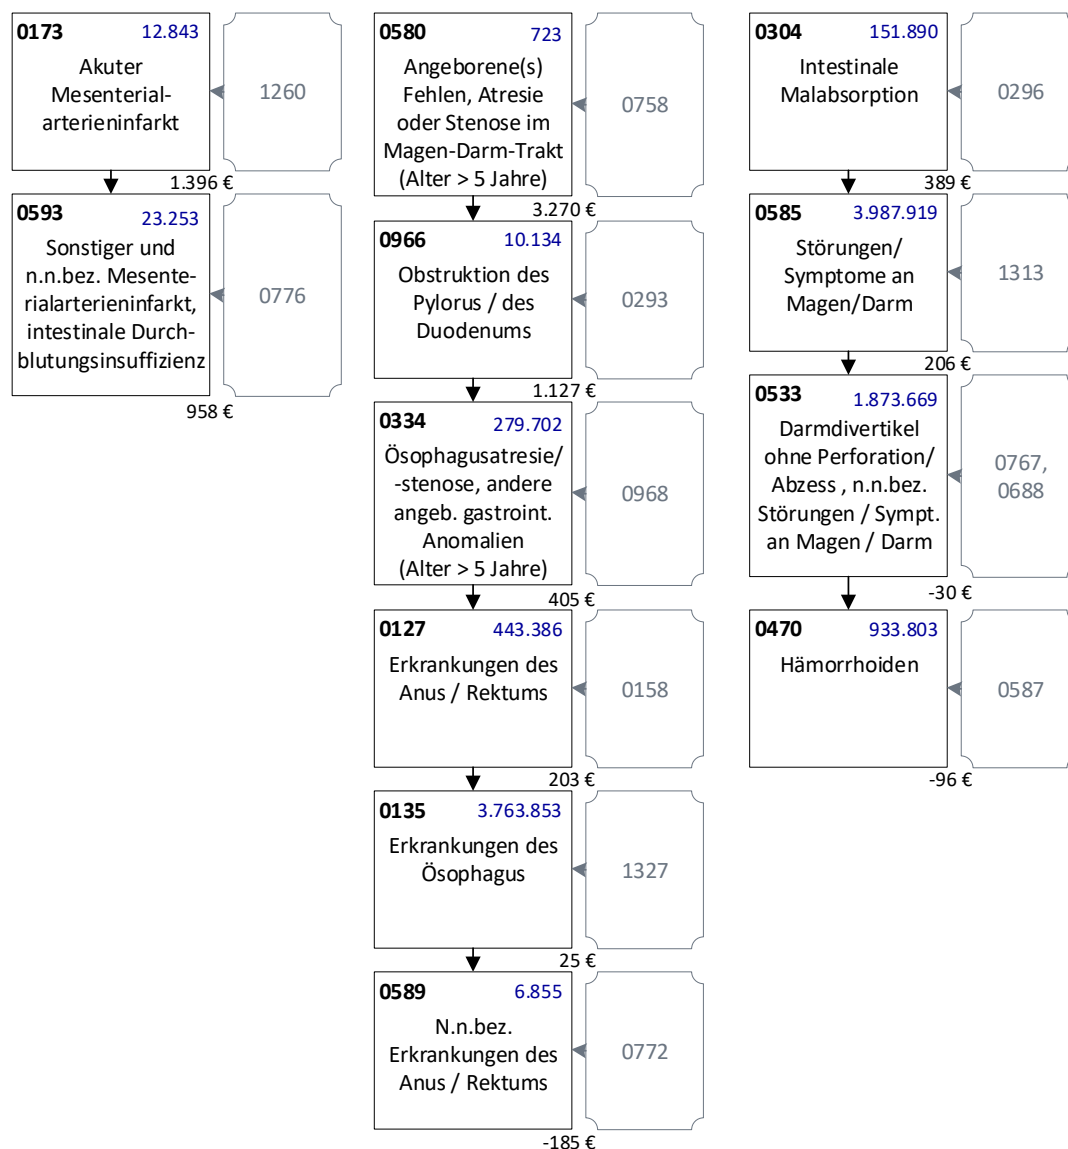 0173 12.843
Akuter
Mesenterial-
arterieninfarkt
1260
1.396 €
0593 23.253
Sonstiger und
n.n.bez. Mesente-
rialarterieninfarkt,
intestinale Durch-
blutungsinsuffizienz
0776
958 €
0580 723
Angeborene(s)
Fehlen, Atresie
oder Stenose im
Magen-Darm-Trakt
(Alter > 5 Jahre)
0758
3.270 €
0966 10.134
Obstruktion des
Pylorus / des
Duodenums
0293
1.127 €
0334 279.702
Ösophagusatresie/
-stenose, andere
angeb. gastroint.
Anomalien
(Alter > 5 Jahre)
0968
405 €
0127 443.386
Erkrankungen des
Anus / Rektums
0158
203 €
0135 3.763.853
Erkrankungen des
Ösophagus
1327
25 €
0589 6.855
N.n.bez.
Erkrankungen des
Anus / Rektums
0772
-185 €
0304 151.890
Intestinale
Malabsorption
0296
389 €
0585 3.987.919
Störungen/
Symptome an
Magen/Darm
1313
206 €
0533 1.873.669
Darmdivertikel
ohne Perforation/
Abzess , n.n.bez.
Störungen / Sympt.
an Magen / Darm
0767,
0688
-30 €
0470 933.803
Hämorrhoiden
0587
-96 €